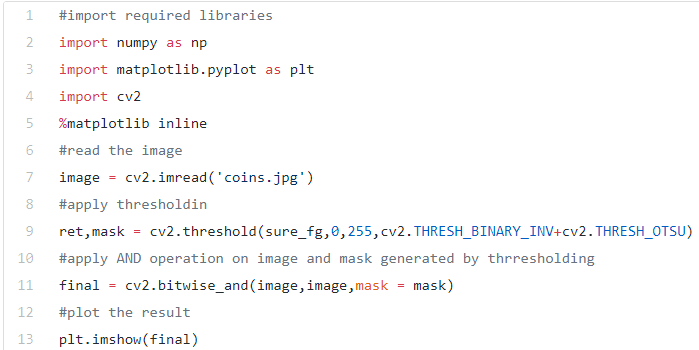 1 #import required libraries
2 import numpy as np
3 import matplotlib.pyplot as plt
4 import cv2
5 %matplotlib inline
6 #read the image
7 image = cv2.imread('coins.jpg')
8 #apply thresholdin
9 ret,mask = cv2.threshold(sure_fg,0,255,cv2.THRESH_BINARY_INV+cv2.THRESH_OTSU)
10 #apply AND operation on image and mask generated by thrresholding
11 final = cv2.bitwise_and(image,image,mask = mask)
12 #plot the result
13 plt.imshow(final)